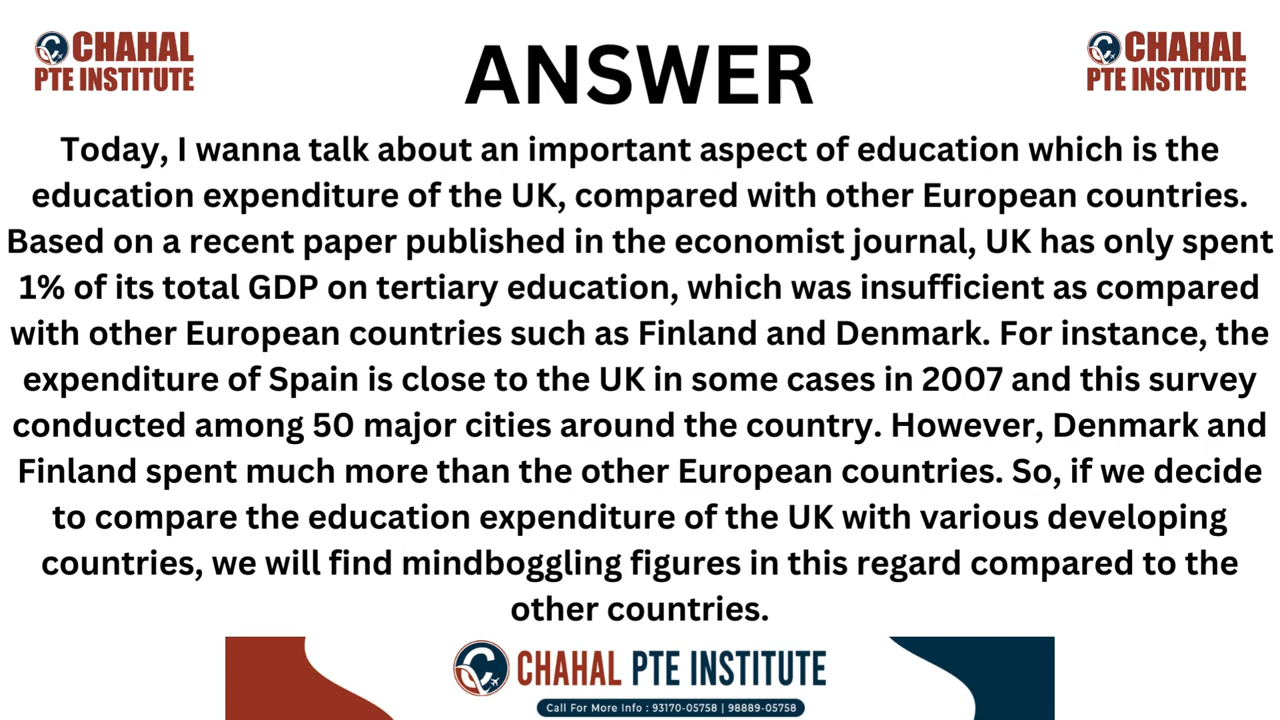 CHAHAL
PTE INSTITUTE
ANSWER
CHAHAL
PTE INSTITUTE
Today, I wanna talk about an important aspect of education which is the
education expenditure of the UK, compared with other European countries.
Based on a recent paper published in the economist journal, UK has only spent
1% of its total GDP on tertiary education, which was insufficient as compared
with other European countries such as Finland and Denmark. For instance, the
expenditure of Spain is close to the UK in some cases in 2007 and this survey
conducted among 50 major cities around the country. However, Denmark and
Finland spent much more than the other European countries. So, if we decide
to compare the education expenditure of the UK with various developing
countries, we will find mindboggling figures in this regard compared to the
other countries.
CHAHAL PTE INSTITUTE
Call For More Info : 93170-05758 | 98889-05758